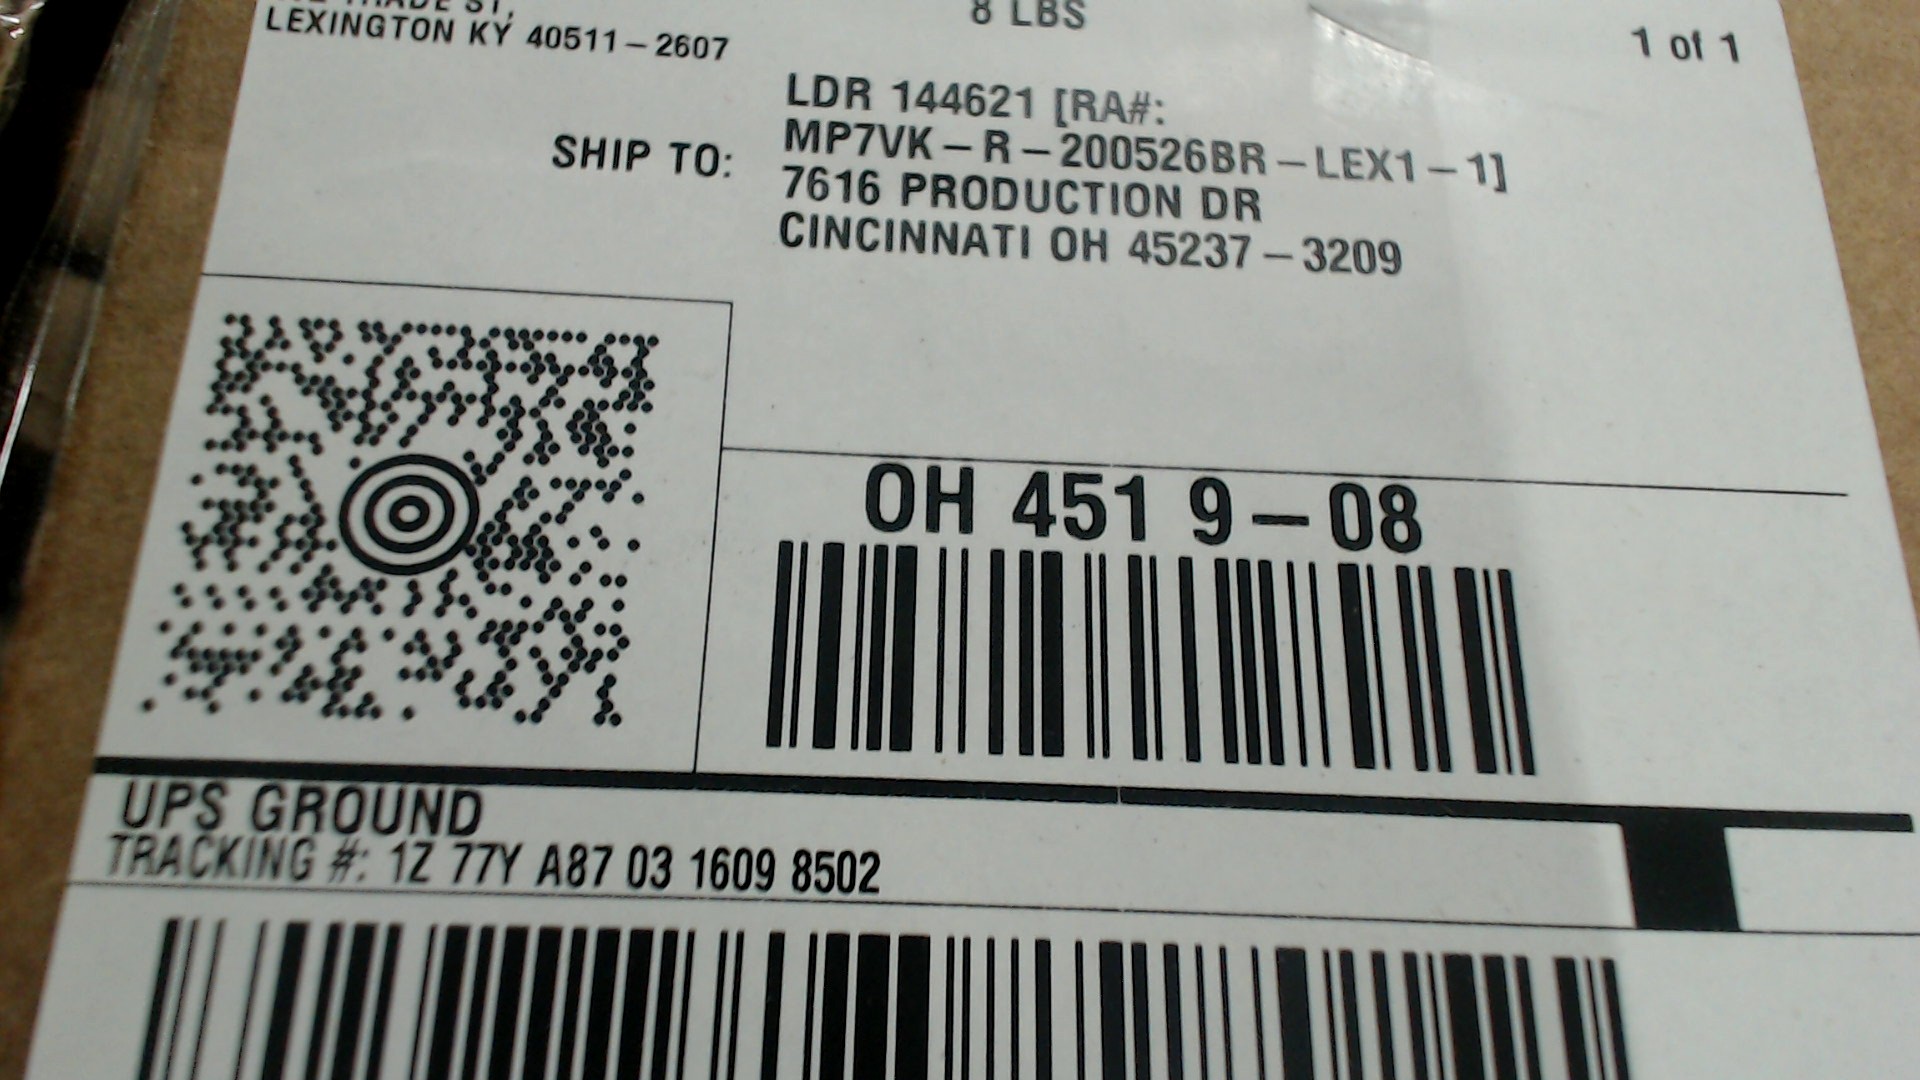 TRADE ST,
LEXINGTON KY 40511-2607
8 LBS
1 of 1
SHIP TO:
LDR 144621 [RA#:
MP7VK-R-200526BR-LEX1-1]
7616 PRODUCTION DR
CINCINNATI OH 45237-3209
OH 451 9-08
UPS GROUND
TRACKING #: 1Z 77Y A87 03 1609 8502